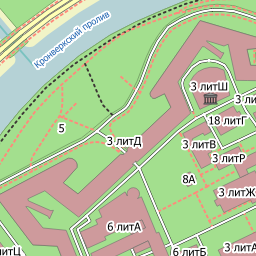 Кронверкский пролив
3 литШ
3 ли
18 литГ
5
3 литД
3 литВ
3 литР
8А
3 литЖ
6 литА
6 литБ
3 литА
литЦ